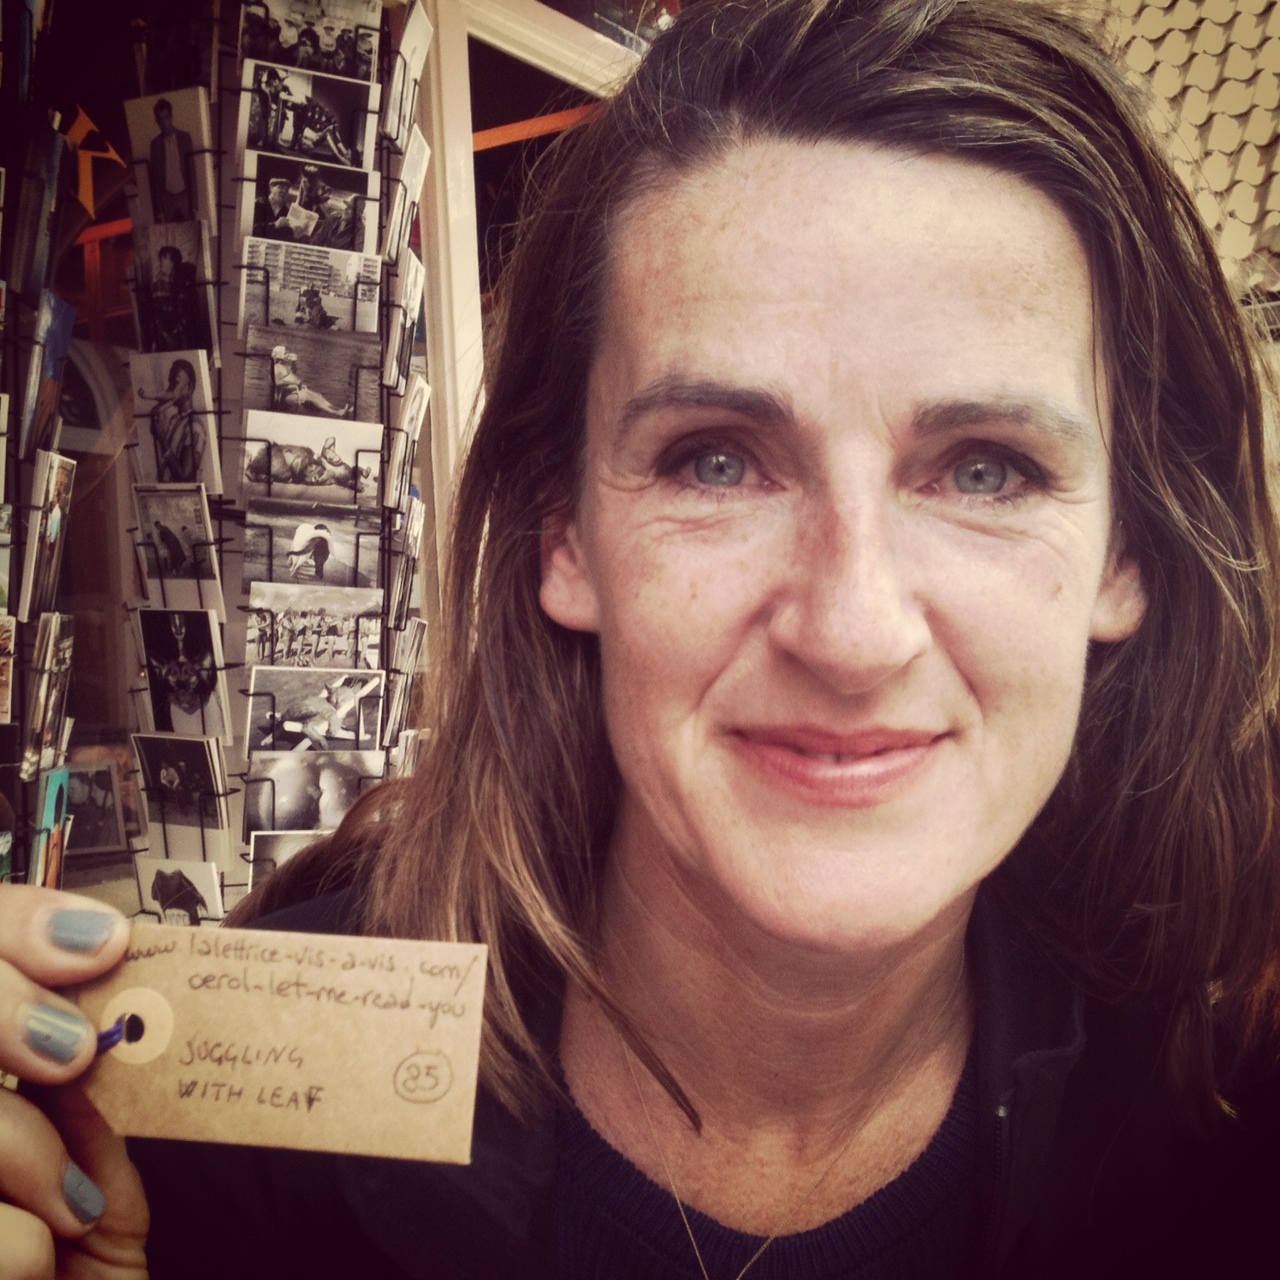 www.lalettrice-vis-a-vis.com/
oerol-let-me-read-you
JUGGLING
WITH LEAF
85